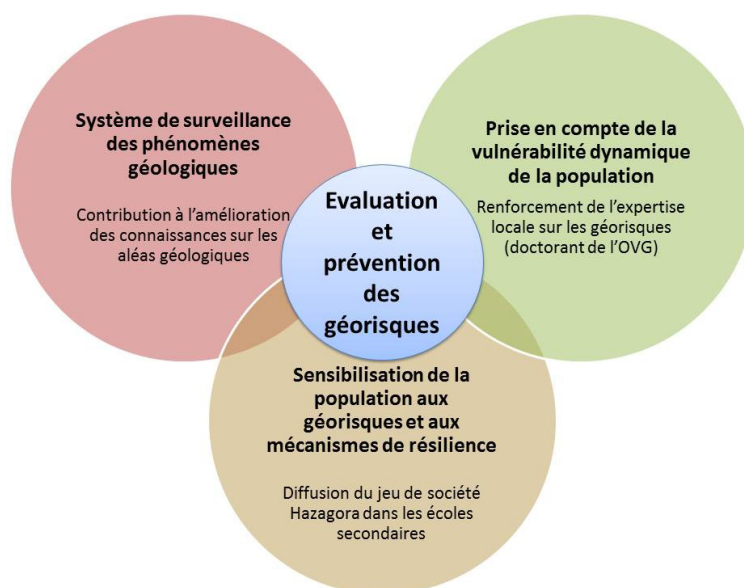 Système de surveillance
des phénomènes
géologiques
Contribution à l'amélioration
des connaissances sur les
aléas géologiques
Prise en compte de la
vulnérabilité dynamique
de la population
Renforcement de l'expertise
locale sur les géorisques
(doctorant de l'OVG)
Evaluation
et
prévention
des
géorisques
Sensibilisation de la
population aux
géorisques et aux
mécanismes de résilience
Diffusion du jeu de société
Hazagora dans les écoles
secondaires